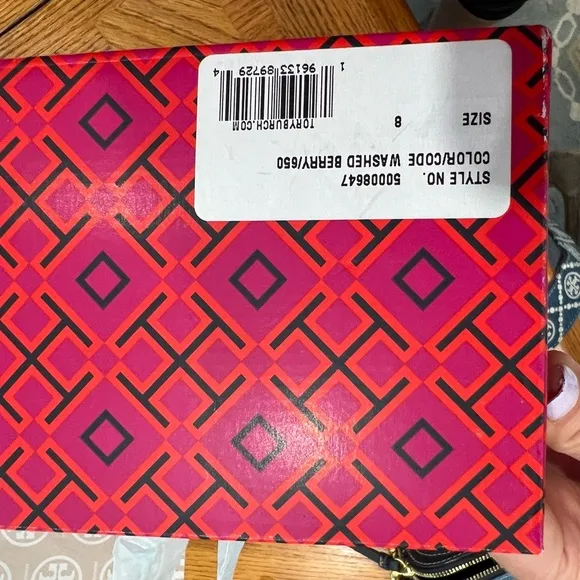 STYLE NO. 50008647
COLOR/CODE WASHED BERRY/650
SIZE 8
TORYBURCH.COM
1 96133 89729 4